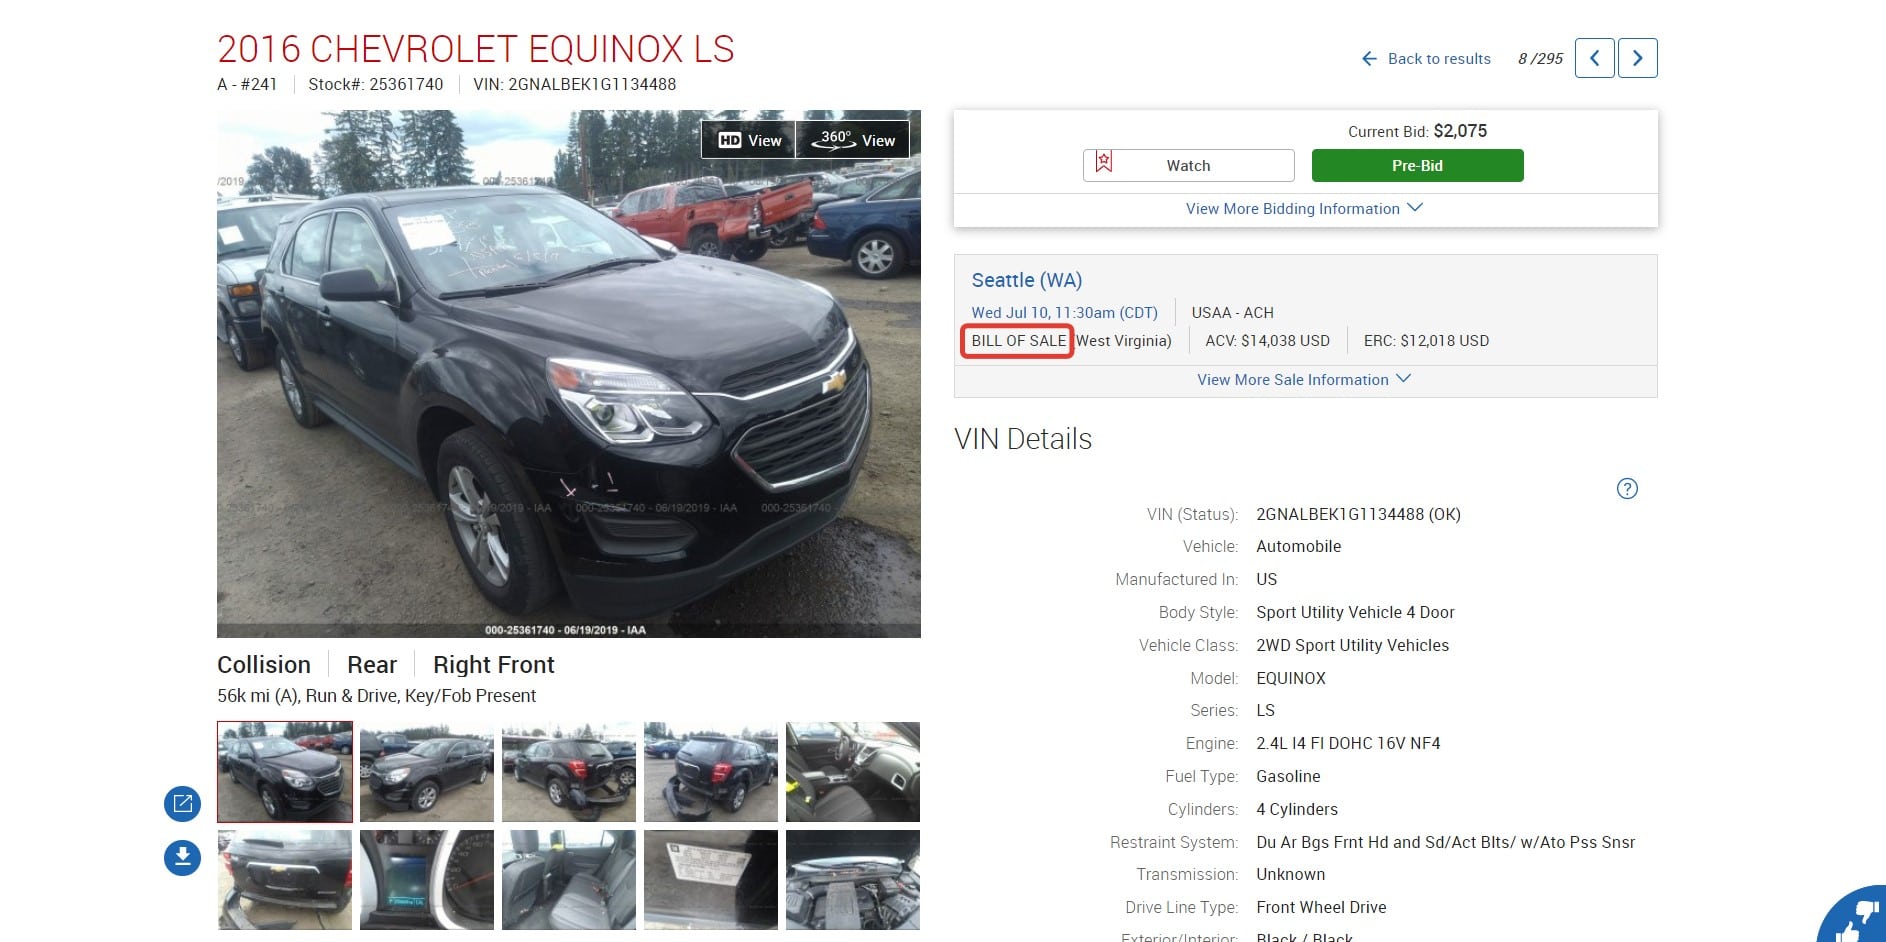 2016 CHEVROLET EQUINOX LS
A - #241 Stock#: 25361740 VIN: 2GNALBEK1G1134488
Back to results 8 /295
HD View 360° View
000-25361740 - 06/19/2019 - IAA
Collision Rear Right Front
56k mi (A), Run & Drive, Key/Fob Present
Current Bid: $2,075
Watch Pre-Bid
View More Bidding Information
Seattle (WA)
Wed Jul 10, 11:30am (CDT) USAA - ACH
BILL OF SALE (West Virginia) ACV: $14,038 USD ERC: $12,018 USD
View More Sale Information
VIN Details
?
VIN (Status): 2GNALBEK1G1134488 (OK)
Vehicle: Automobile
Manufactured In: US
Body Style: Sport Utility Vehicle 4 Door
Vehicle Class: 2WD Sport Utility Vehicles
Model: EQUINOX
Series: LS
Engine: 2.4L I4 FI DOHC 16V NF4
Fuel Type: Gasoline
Cylinders: 4 Cylinders
Restraint System: Du Ar Bgs Frnt Hd and Sd/Act Blts/ w/Ato Pss Snsr
Transmission: Unknown
Drive Line Type: Front Wheel Drive
Exterior/Interior: Black / Black